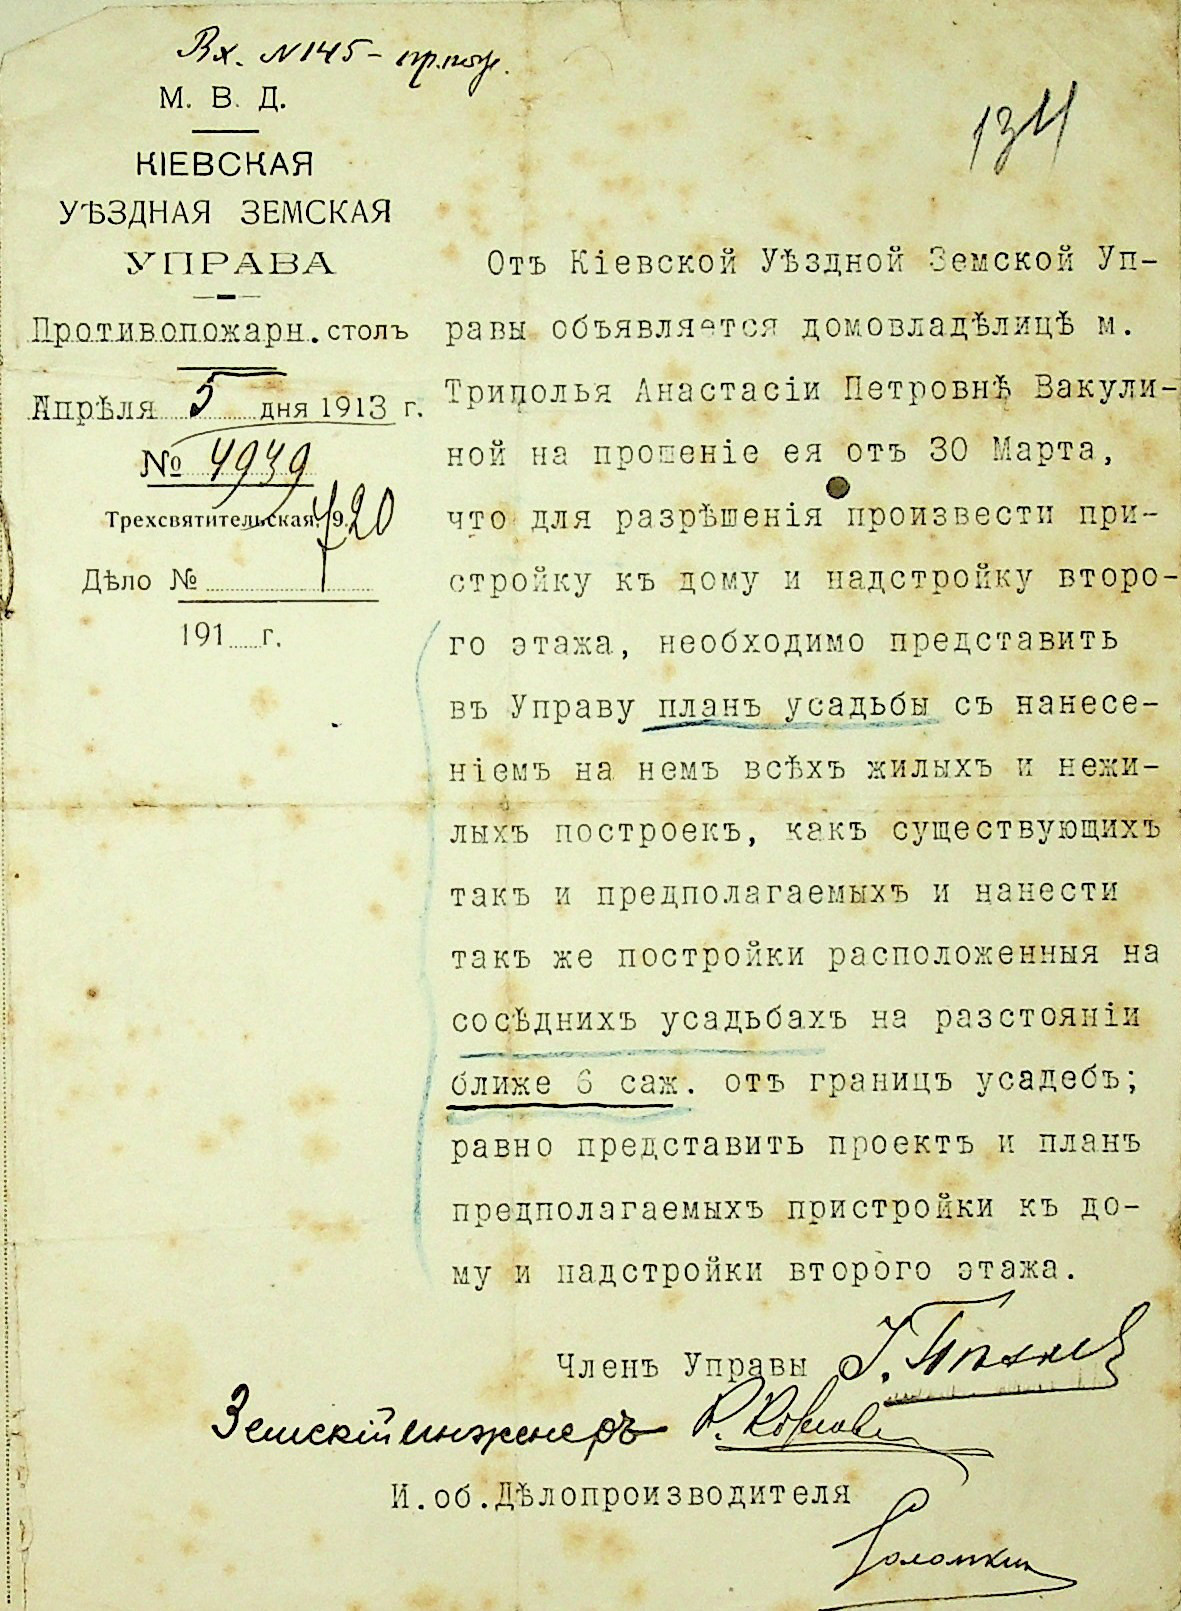 Вх. N 145 –
134
М. В. Д.
КІЕВСКАЯ
УѢЗДНАЯ ЗЕМСКАЯ
УПРАВА
Противопожарн. столъ
Апрѣля 5 дня 1913 г.
№ 4939
Трехсвятительская, 9. 20
Дѣло №
191 г.
Отъ Кіевской Уѣздной Земской Уп-
равы объявляется домовладѣлицѣ м.
Триполья Анастасіи Петровнѣ Вакули-
ной на прошеніе ея отъ 30 Марта,
что для разрѣшенія произвести при-
стройку къ дому и надстройку второ-
го этажа, необходимо представить
въ Управу планъ усадьбы съ нанесе-
ніемъ на немъ всѣхъ жилыхъ и нежи-
лыхъ построекъ, какъ существующихъ
такъ и предполагаемыхъ и нанести
такъ же постройки расположенныя на
сосѣднихъ усадьбахъ на разстояніи
ближе 6 саж. отъ границъ усадебъ;
равно представить проектъ и планъ
предполагаемыхъ пристройки къ до-
му и надстройки второго этажа.
Членъ Управы
Земскій инженеръ
И.об.Дѣлопроизводителя